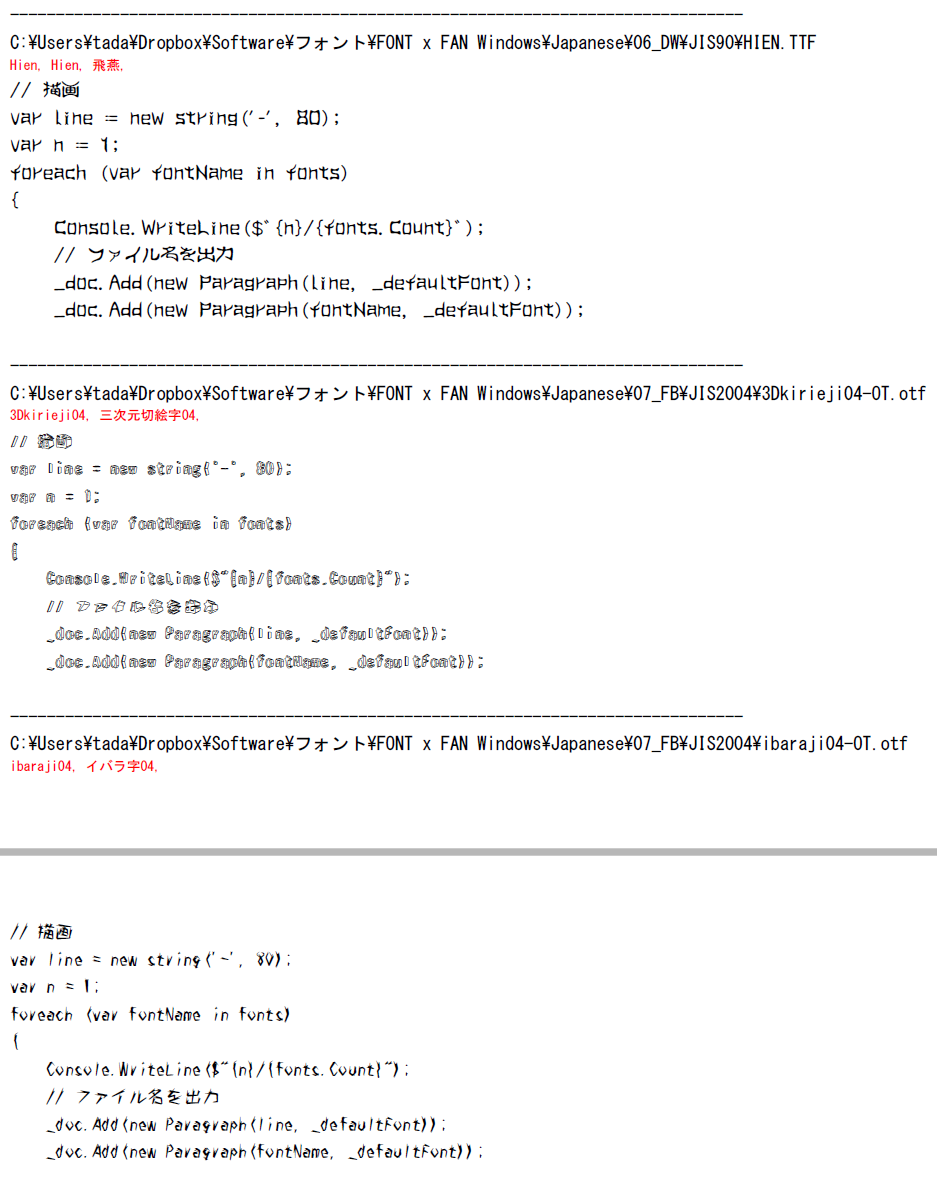 --------------------------------------------------------------------------------
C:¥Users¥tada¥Dropbox¥Software¥フォント¥FONT x FAN Windows¥Japanese¥06_DW¥JIS90¥HIEN.TTF
Hien, Hien, 飛燕,
// 描画
var line = new string('-', 80);
var n = 1;
foreach (var fontName in fonts)
{
    Console.WriteLine($"{n}/{fonts.Count}");
    // ファイル名を出力
    _doc.Add(new Paragraph(line, _defaultFont));
    _doc.Add(new Paragraph(fontName, _defaultFont));
--------------------------------------------------------------------------------
C:¥Users¥tada¥Dropbox¥Software¥フォント¥FONT x FAN Windows¥Japanese¥07_FB¥JIS2004¥3Dkirieji04-OT.otf
3Dkirieji04, 三次元切絵字04,
// 描画
var line = new string('-', 80);
var n = 1;
foreach (var fontName in fonts)
{
    Console.WriteLine($"{n}/{fonts.Count}");
    // ファイル名を出力
    _doc.Add(new Paragraph(line, _defaultFont));
    _doc.Add(new Paragraph(fontName, _defaultFont));
--------------------------------------------------------------------------------
C:¥Users¥tada¥Dropbox¥Software¥フォント¥FONT x FAN Windows¥Japanese¥07_FB¥JIS2004¥ibaraji04-OT.otf
ibaraji04, イバラ字04,
// 描画
var line = new string('-', 80);
var n = 1;
foreach (var fontName in fonts)
{
    Console.WriteLine($"{n}/{fonts.Count}");
    // ファイル名を出力
    _doc.Add(new Paragraph(line, _defaultFont));
    _doc.Add(new Paragraph(fontName, _defaultFont));